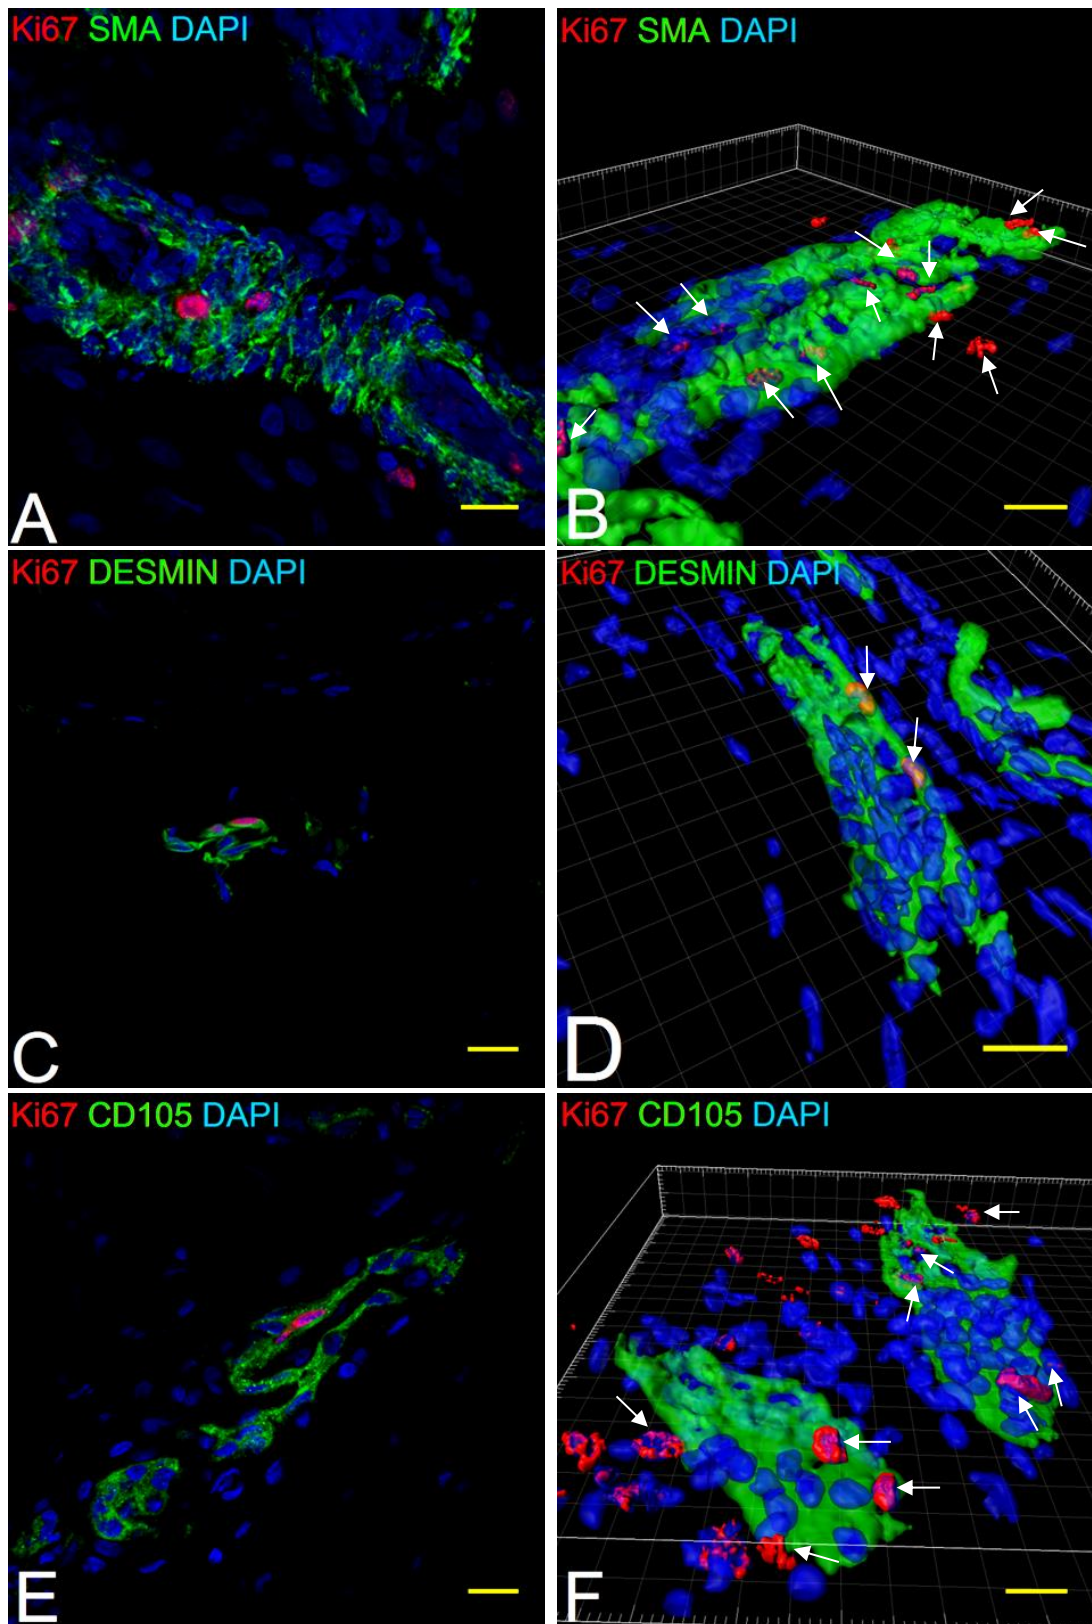 Ki67 SMA DAPI
A
Ki67 SMA DAPI
B
Ki67 DESMIN DAPI
C
Ki67 DESMIN DAPI
D
Ki67 CD105 DAPI
E
Ki67 CD105 DAPI
F